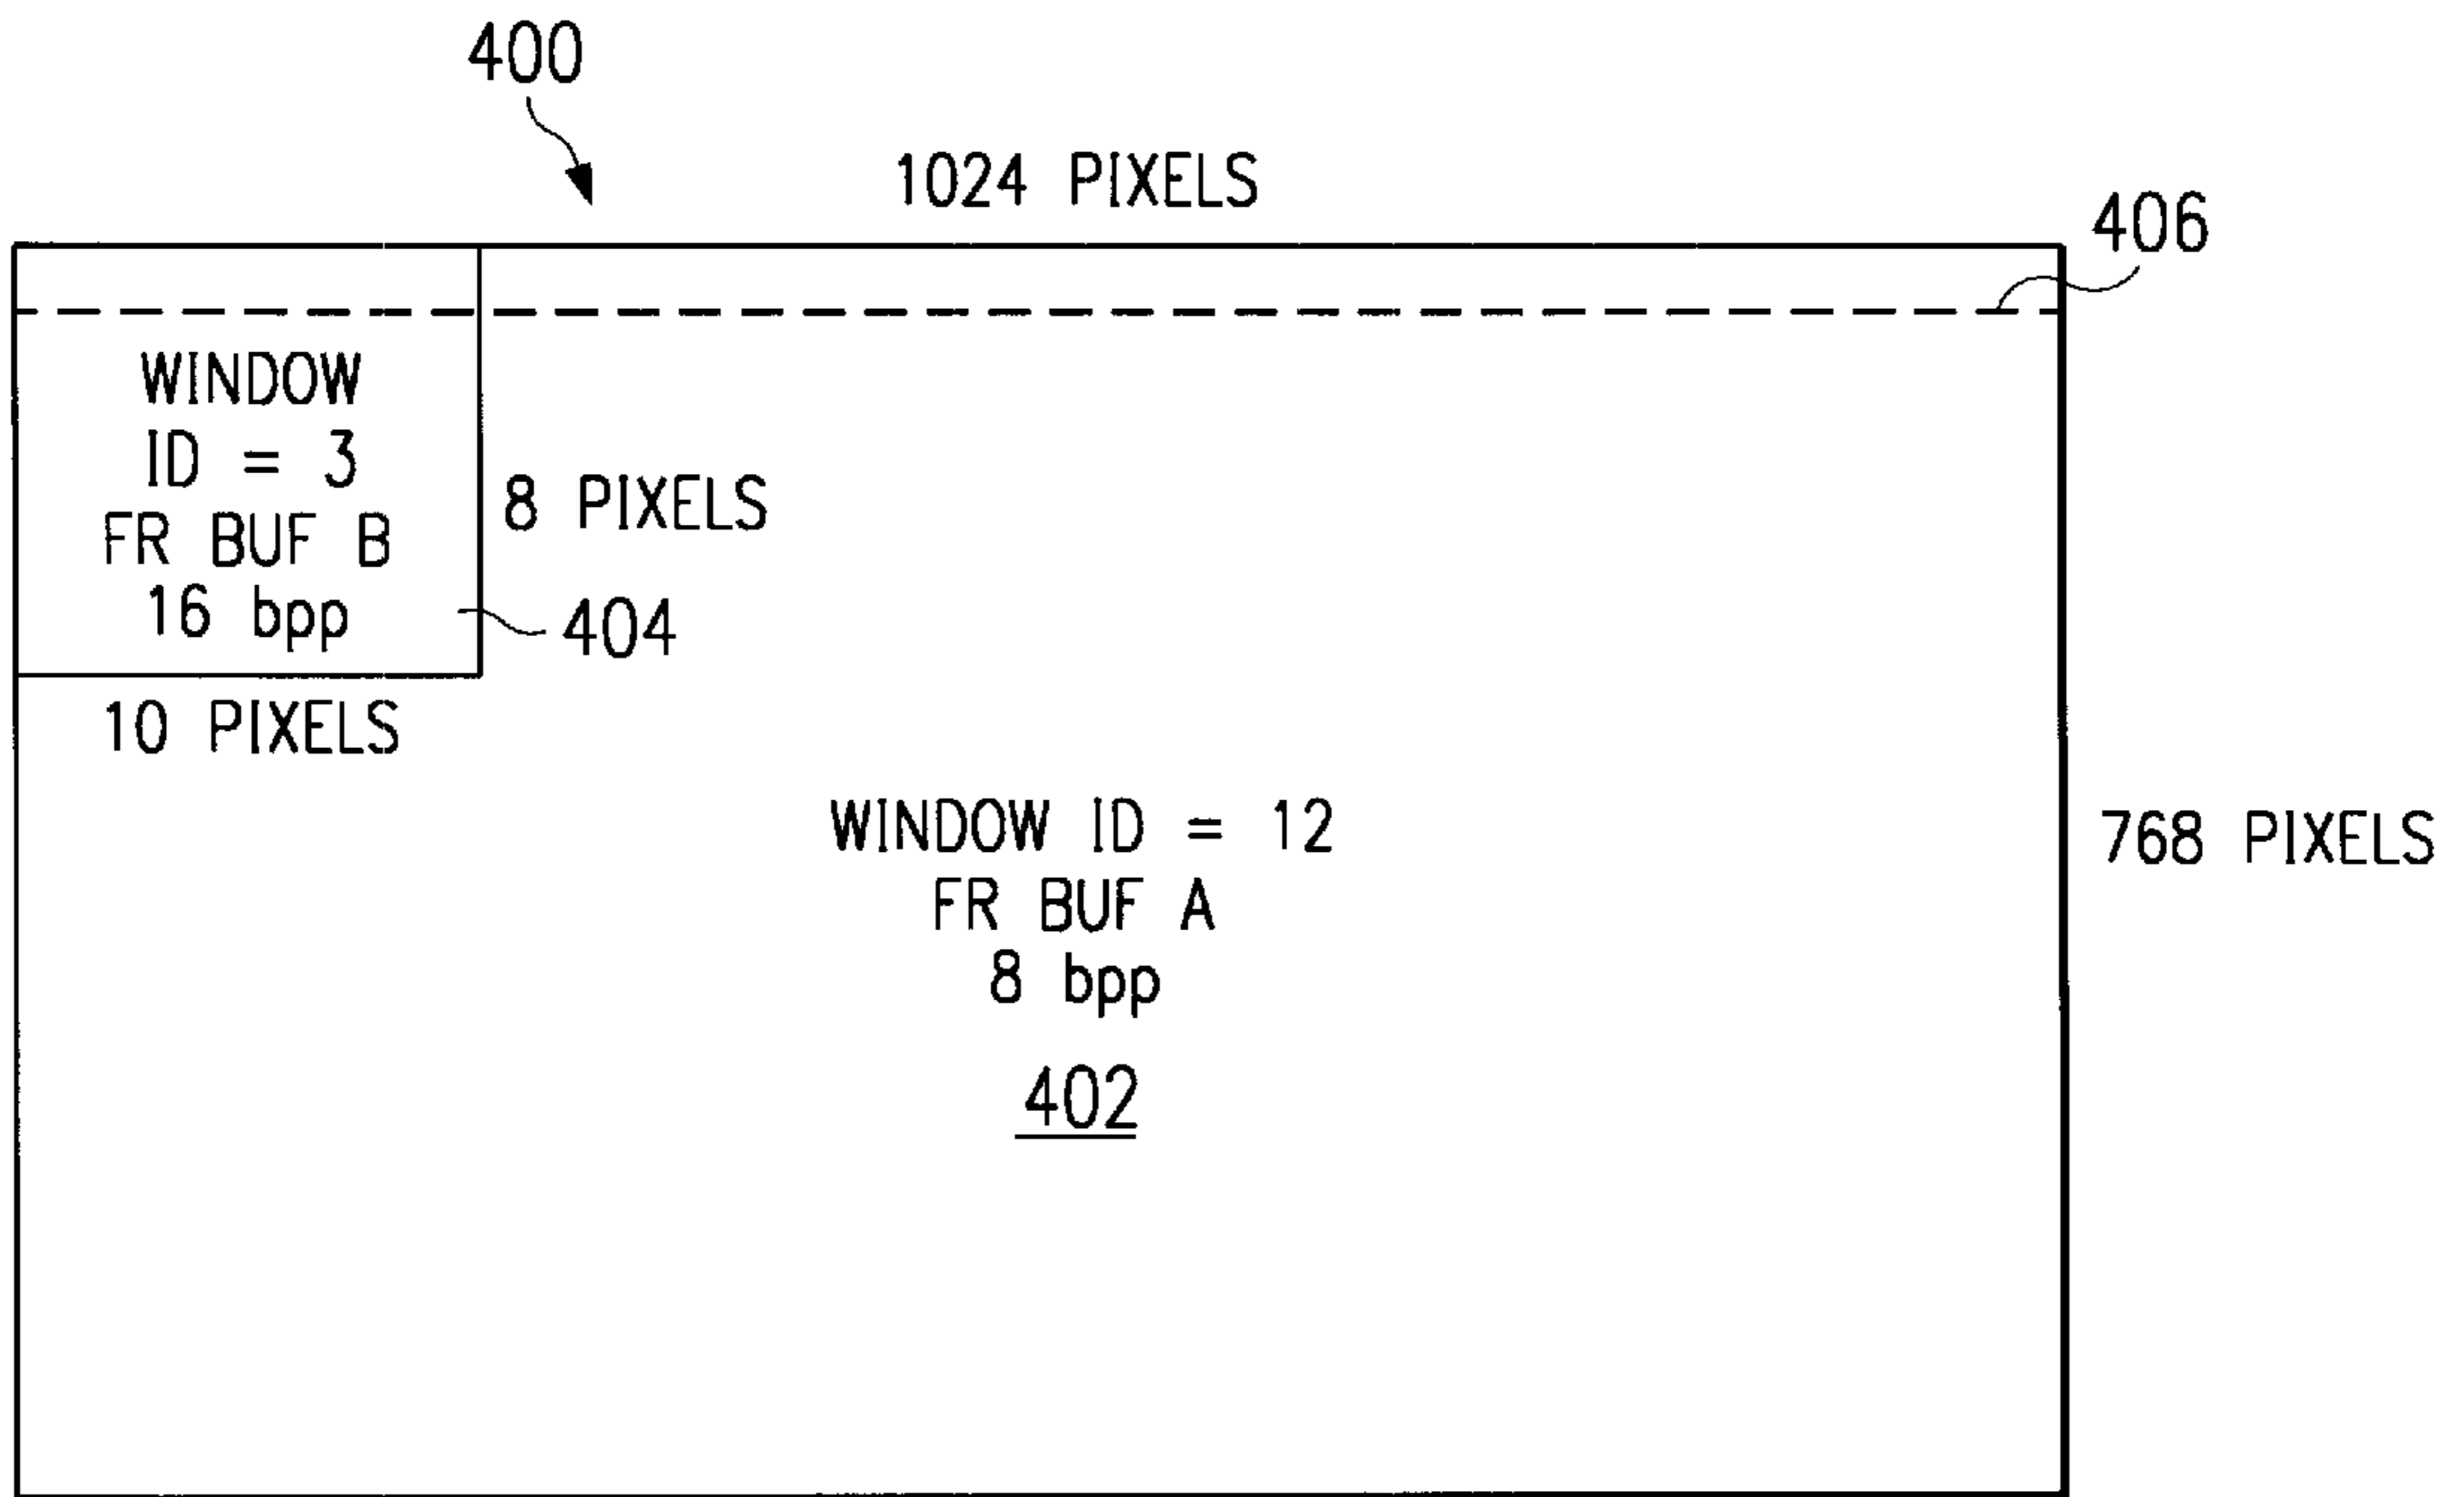 400
1024 PIXELS
406
WINDOW
ID = 3
FR BUF B
16 bpp
8 PIXELS
404
10 PIXELS
WINDOW ID = 12
FR BUF A
8 bpp
402
768 PIXELS